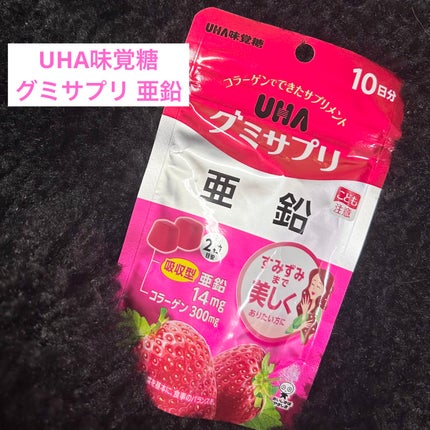 UHA味覚糖
グミサプリ 亜鉛
UHA味覚糖
10日分
コラーゲンでできたサプリメント
UHA
グミサプリ
亜鉛
こども
注意
2粒
目安
吸収型 亜鉛
14mg
コラーゲン 300mg
すみずみ
まで
美しく
ありたい方に